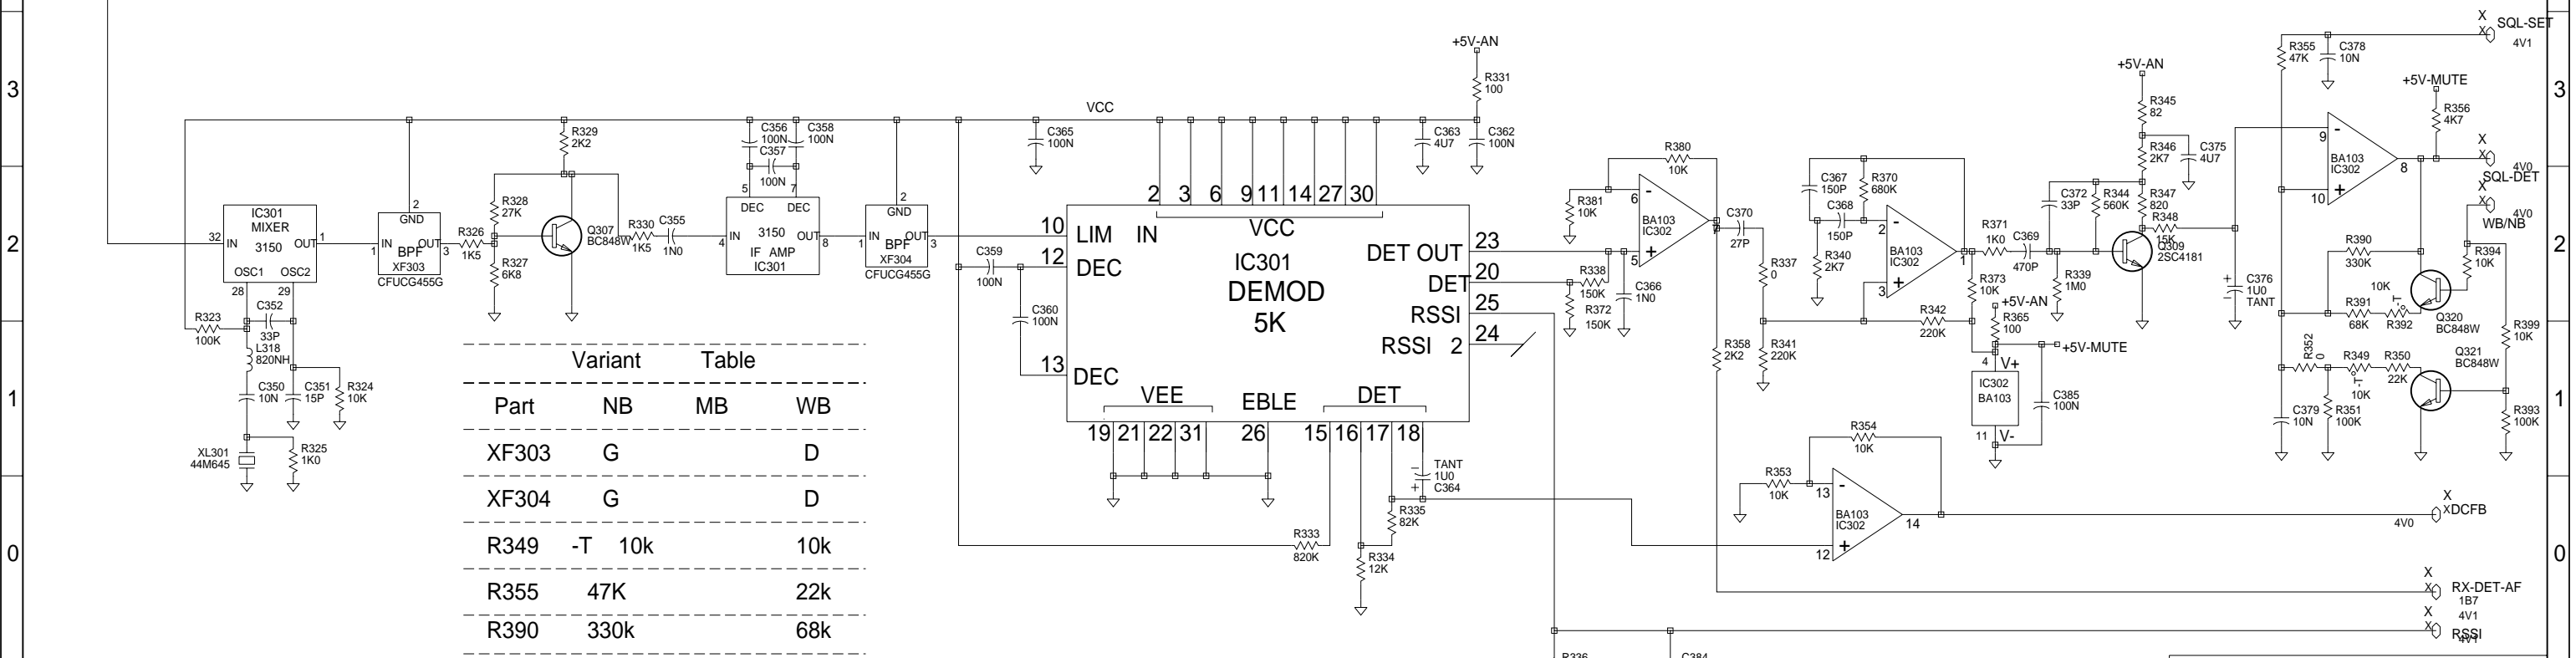 SQL-SET
4V1
X
X
+5V-AN
R331
100
VCC
+5V-AN
R345
82
R346
2K7
C375
4U7
R355
47K
C378
10N
+5V-MUTE
R356
4K7
3
3
R329
2K2
C356
100N
C358
100N
C357
100N
C365
100N
C363
4U7
C362
100N
R380
10K
9
-
BA103
IC302
8
+
10
X
X
4V0
SQL-DET
X
X
4V0
WB/NB
IC301
MIXER
3150
32
IN
OUT
1
OSC1
OSC2
28
29
2
GND
1
IN
OUT
3
BPF
XF303
CFUCG455G
R326
1K5
R328
27K
R327
6K8
Q307
BC848W
R330
1K5
C355
1N0
5
7
DEC
DEC
4
IN
3150
OUT
8
IF AMP
IC301
2
GND
1
IN
OUT
3
BPF
XF304
CFUCG455G
2 3 6 9 11 14 27 30
VCC
10
LIM IN
12
DEC
13
DEC
IC301
DEMOD
5K
DET OUT
23
DET
20
RSSI
25
RSSI 2
24
VEE
EBLE
DET
19 21 22 31 26 15 16 17 18
C359
100N
C360
100N
R381
10K
6
-
BA103
IC302
5
+
R338
150K
R372
150K
C366
1N0
C370
27P
R337
0
R358
2K2
R341
220K
C367
150P
R370
680K
C368
150P
R340
2K7
2
-
BA103
IC302
1
3
+
R371
1K0
C369
470P
R373
10K
R342
220K
C372
33P
R344
560K
R347
820
R348
15K
Q309
2SC4181
R339
1M0
+5V-AN
R365
100
+5V-MUTE
4
V+
IC302
BA103
11
V-
C385
100N
C376
1U0
TANT
+
-
R390
330K
R391
68K
10K
-T°
R392
Q320
BC848W
R394
10K
R399
10K
R352
0
R349
-T°
10K
R350
22K
Q321
BC848W
R393
100K
C379
10N
R351
100K
2
2
R323
100K
C352
33P
L318
820NH
C350
10N
C351
15P
R324
10K
XL301
44M645
R325
1K0
1
1
Variant Table
Part NB MB WB
XF303 G D
XF304 G D
R349 -T 10k 10k
R355 47K 22k
R390 330k 68k
R333
820K
R334
12K
R335
82K
-
+
TANT
1U0
C364
R354
10K
R353
10K
13
-
BA103
IC302
14
12
+
0
0
X
X
DCFB
4V0
X
X
RX-DET-AF
1B7
4V1
X
X
RSSI
4V1
R336
C384